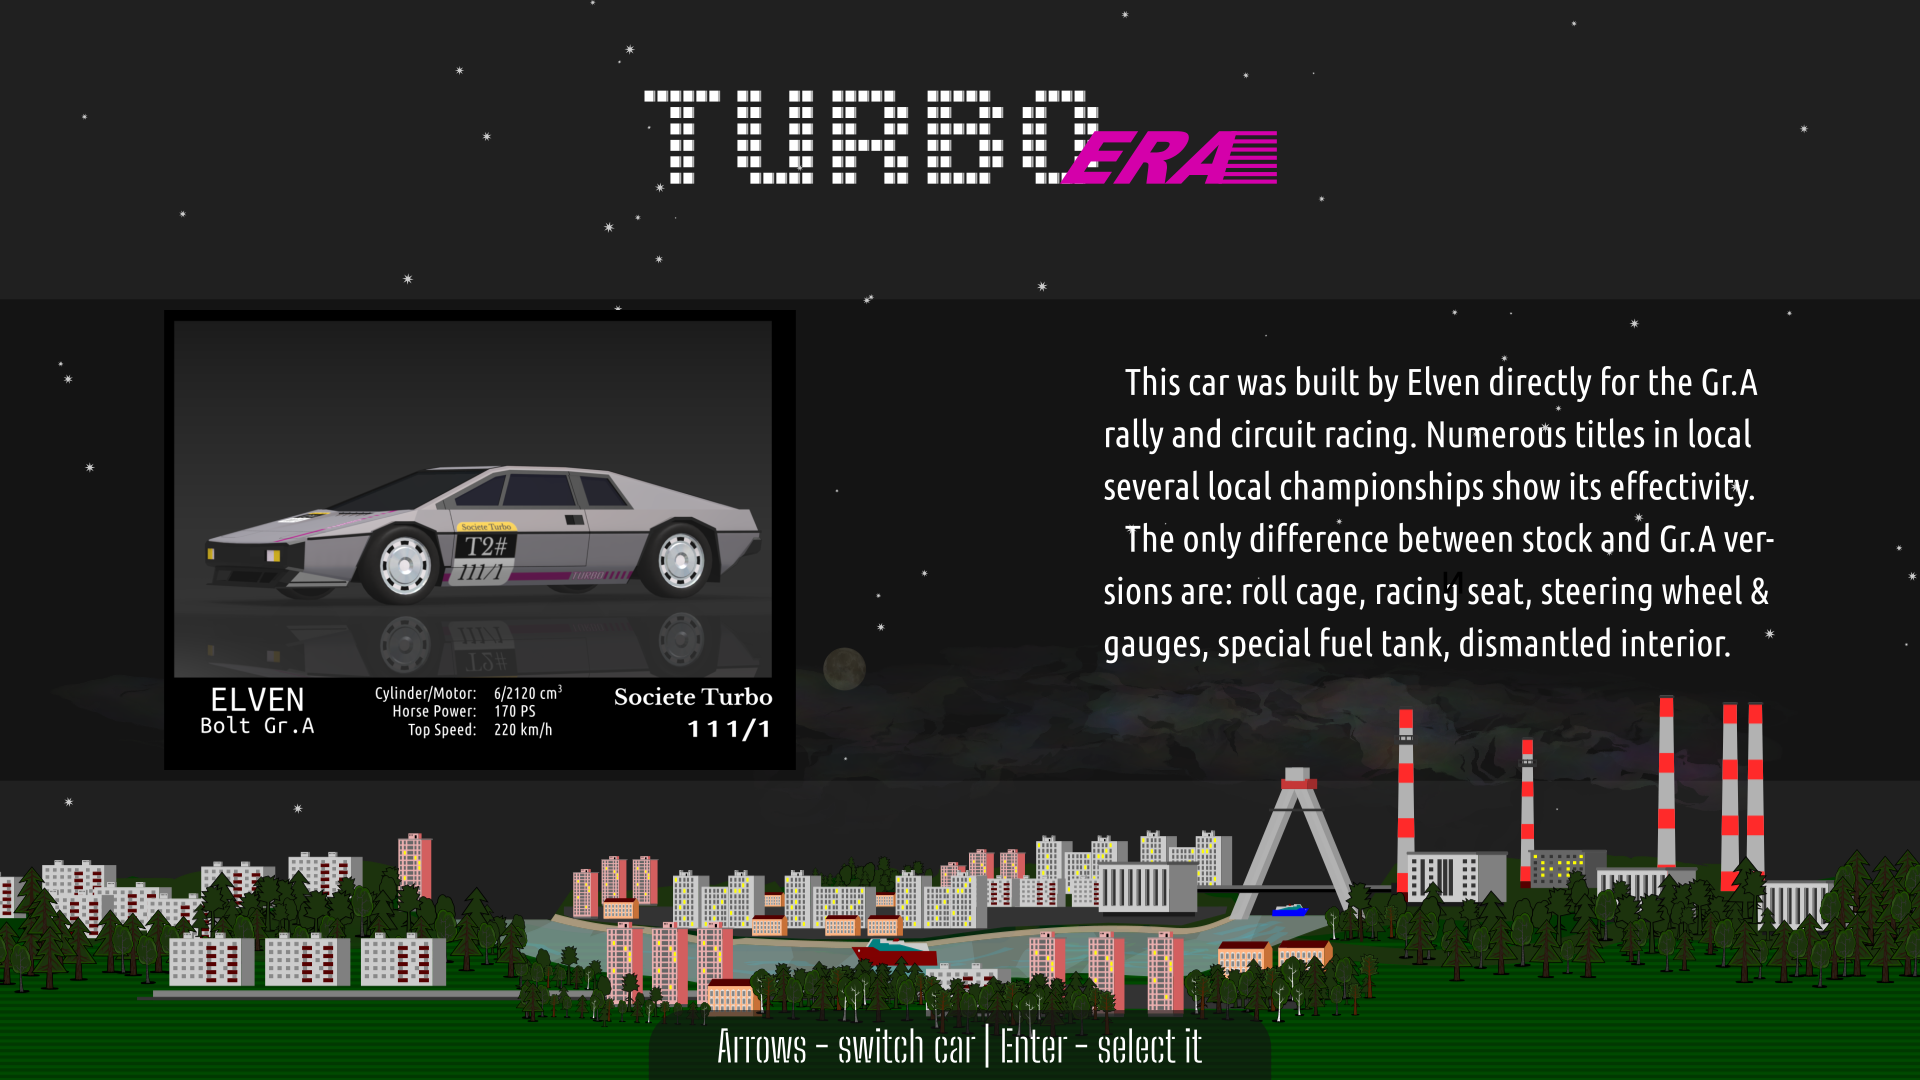 TURBO
ERA
Societe Turbo
T2#
111/1
ELVEN
Bolt Gr.A
Cylinder/Motor: 6/2120 cm³
Horse Power: 170 PS
Top Speed: 220 km/h
Societe Turbo
111/1
This car was built by Elven directly for the Gr.A
rally and circuit racing. Numerous titles in local
several local championships show its effectivity.
The only difference between stock and Gr.A ver-
sions are: roll cage, racing seat, steering wheel &
gauges, special fuel tank, dismantled interior.
И
Arrows - switch car | Enter - select it